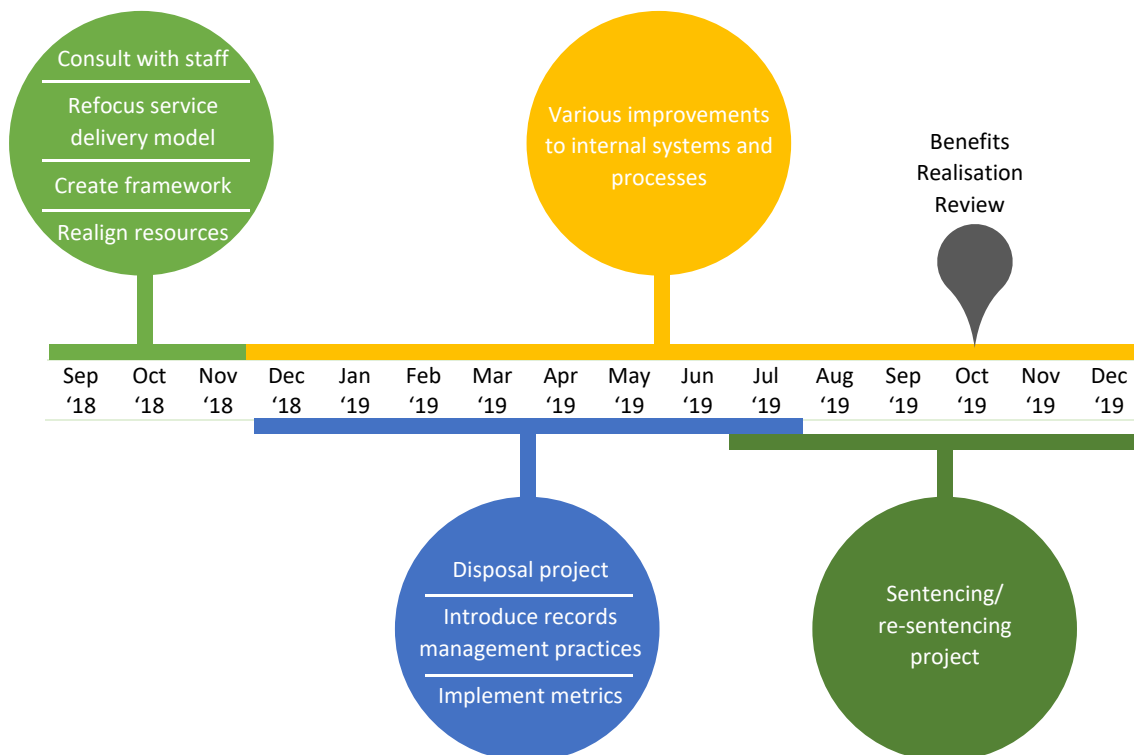 Consult with staff
Refocus service
delivery model
Create framework
Realign resources
Various improvements
to internal systems and
processes
Benefits
Realisation
Review
Sep Oct Nov Dec Jan Feb Mar Apr May Jun Jul Aug Sep Oct Nov Dec
‘18 ‘18 ‘18 ‘18 ‘19 ‘19 ‘19 ‘19 ‘19 ‘19 ‘19 ‘19 ‘19 ‘19 ‘19 ‘19
Disposal project
Introduce records
management practices
Implement metrics
Sentencing/
re-sentencing
project